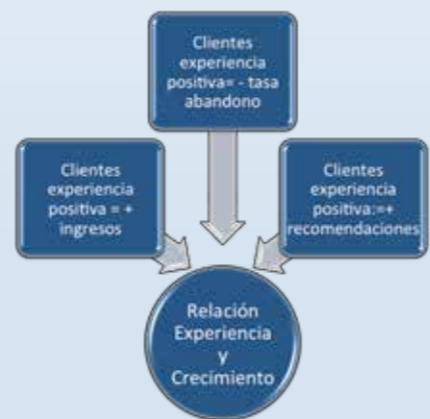 Clientes
experiencia
positiva= - tasa
abandono
Clientes
experiencia
positiva = +
ingresos
Clientes
experiencia
positiva:=+
recomendaciones
Relación
Experiencia
y
Crecimiento